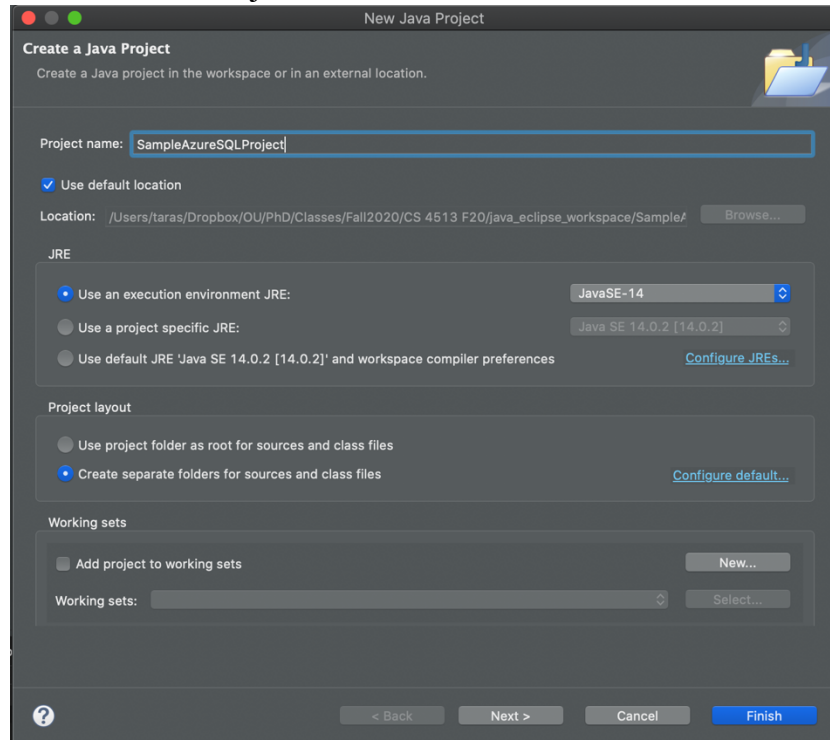 New Java Project
Create a Java Project
Create a Java project in the workspace or in an external location.
Project name: SampleAzureSQLProject
Use default location
Location: /Users/taras/Dropbox/OU/PhD/Classes/Fall2020/CS 4513 F20/java_eclipse_workspace/SampleA Browse...
JRE
Use an execution environment JRE: JavaSE-14
Use a project specific JRE: Java SE 14.0.2 [14.0.2]
Use default JRE 'Java SE 14.0.2 [14.0.2]' and workspace compiler preferences Configure JREs...
Project layout
Use project folder as root for sources and class files
Create separate folders for sources and class files Configure default...
Working sets
Add project to working sets New...
Working sets: Select...
? < Back Next > Cancel Finish